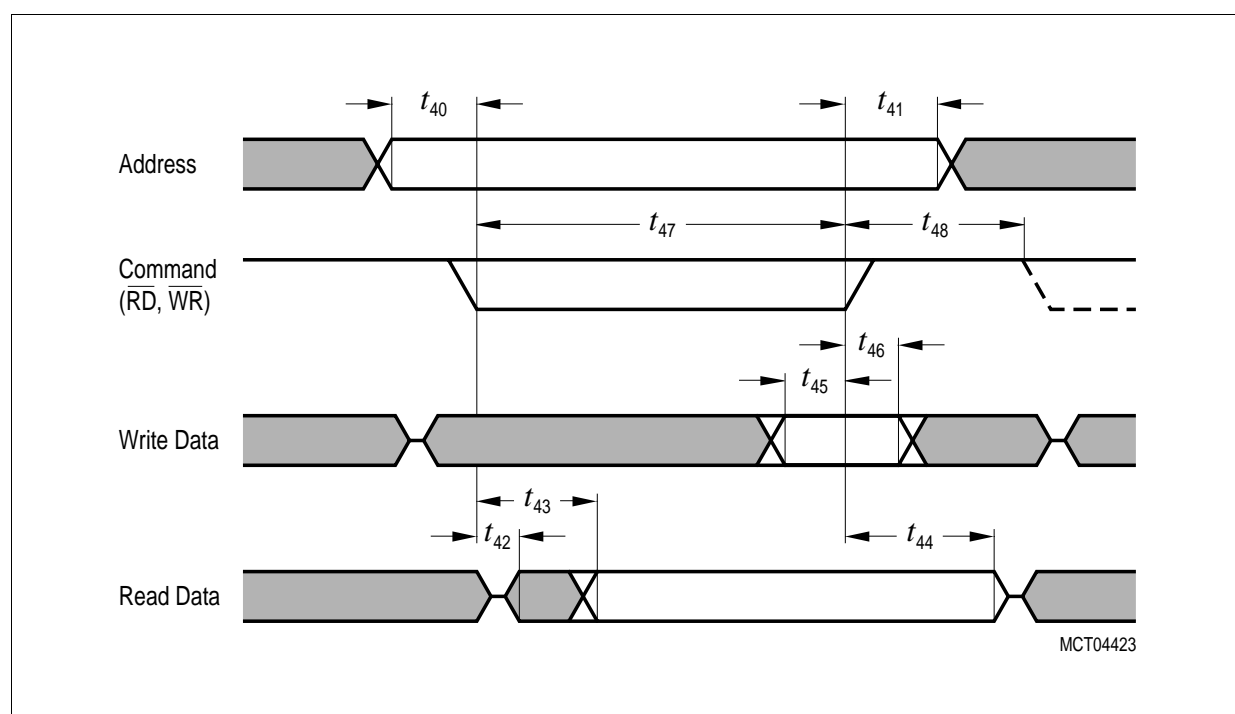 t40
t41
Address
t47
t48
Command
(RD, WR)
t46
t45
Write Data
t43
t42
t44
Read Data
MCT04423